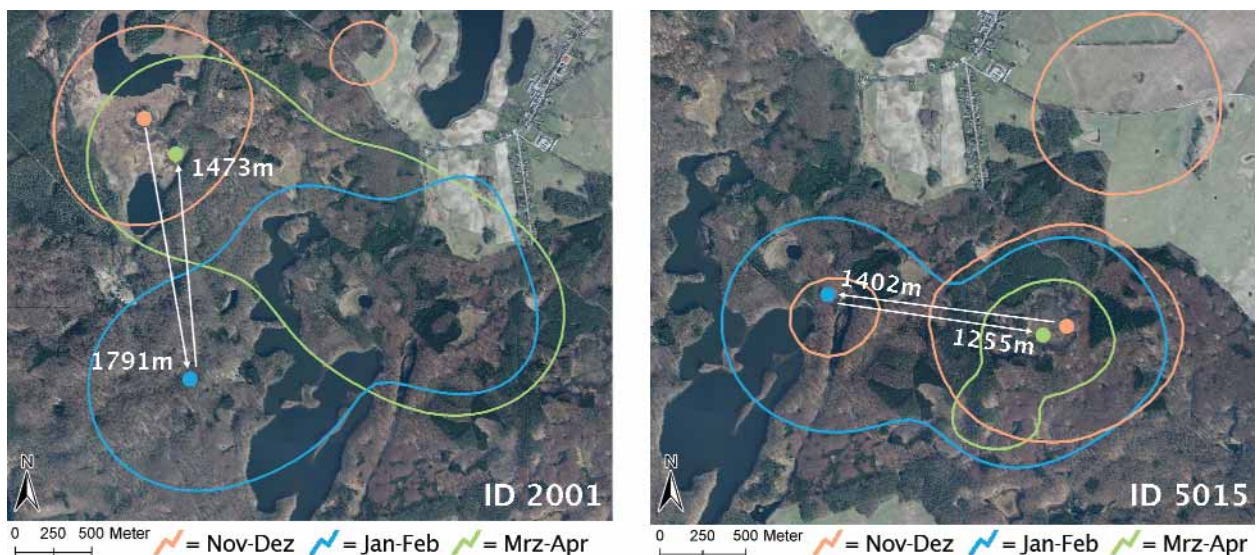 1473m
1791m
N
ID 2001
0 250 500 Meter
= Nov-Dez
= Jan-Feb
= Mrz-Apr
1402m
1255m
N
ID 5015
0 250 500 Meter
= Nov-Dez
= Jan-Feb
= Mrz-Apr